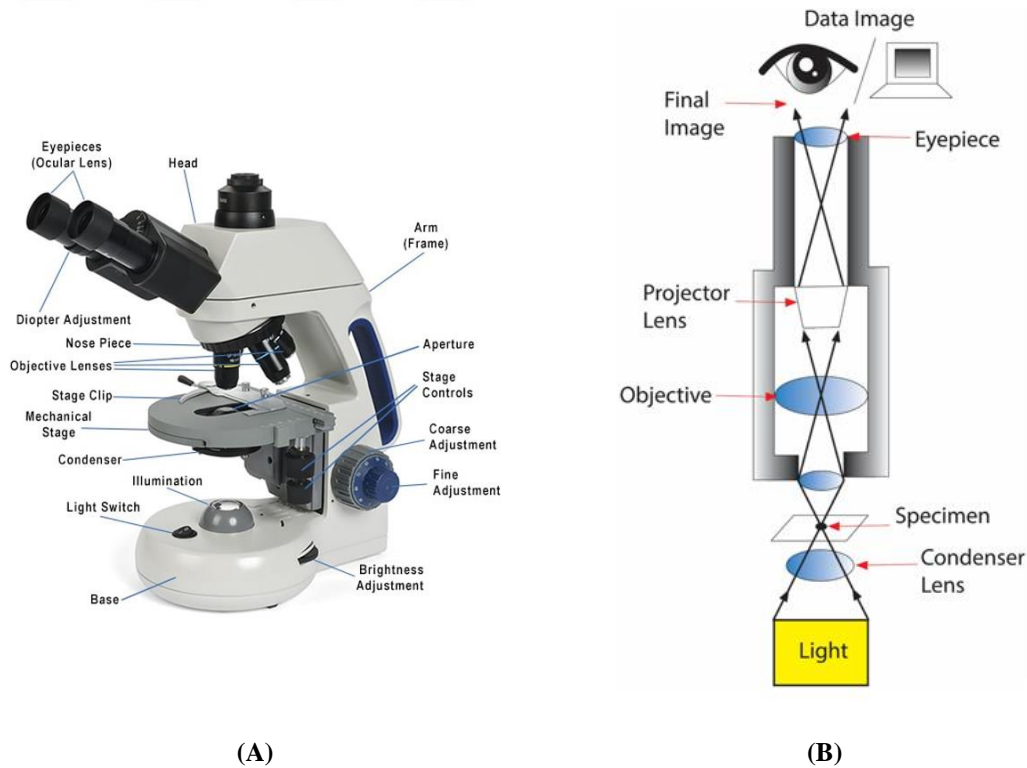 Eyepieces
(Ocular Lens)
Head
Arm
(Frame)
Diopter Adjustment
Nose Piece
Objective Lenses
Aperture
Stage Clip
Stage
Controls
Mechanical
Stage
Coarse
Adjustment
Condenser
Illumination
Fine
Adjustment
Light Switch
Brightness
Adjustment
Base
(A)
Data Image
Final
Image
Eyepiece
Projector
Lens
Objective
Specimen
Condenser
Lens
Light
(B)